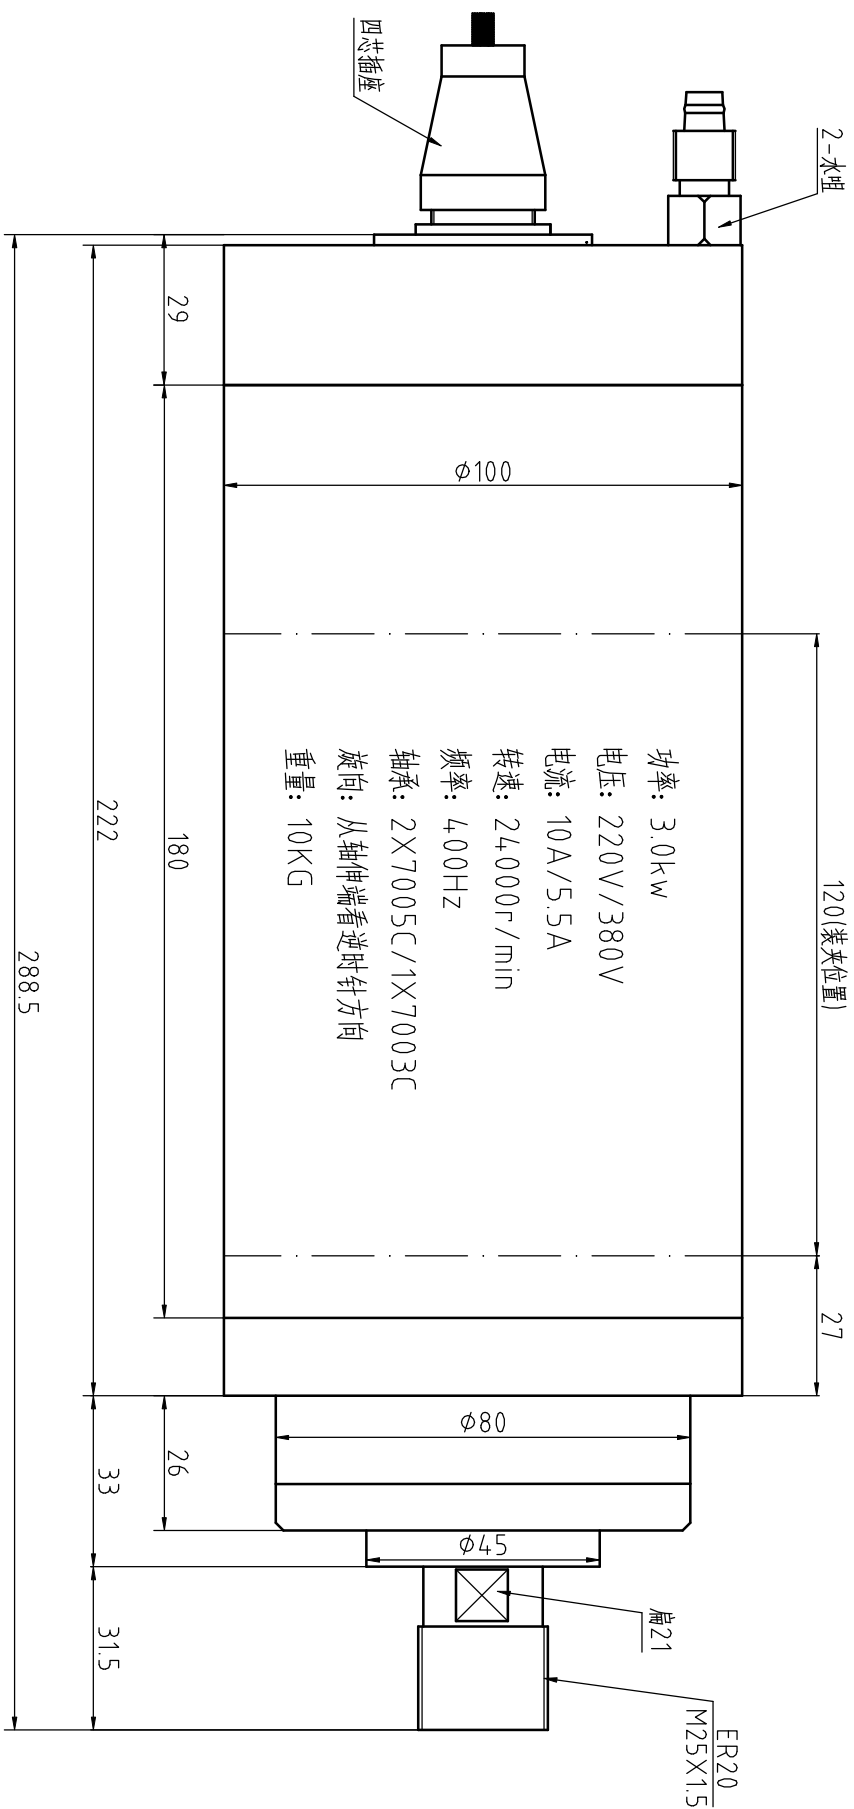 四芯插座
2-水咀
29
φ100
180
222
288.5
120(装夹位置)
27
功率: 3.0kw
电压: 220V/380V
电流: 10A/5.5A
转速: 24000r/min
频率: 400Hz
轴承: 2X7005C/1X7003C
旋向: 从轴伸端看逆时针方向
重量: 10KG
φ80
26
33
φ45
31.5
扁21
ER20
M25X1.5